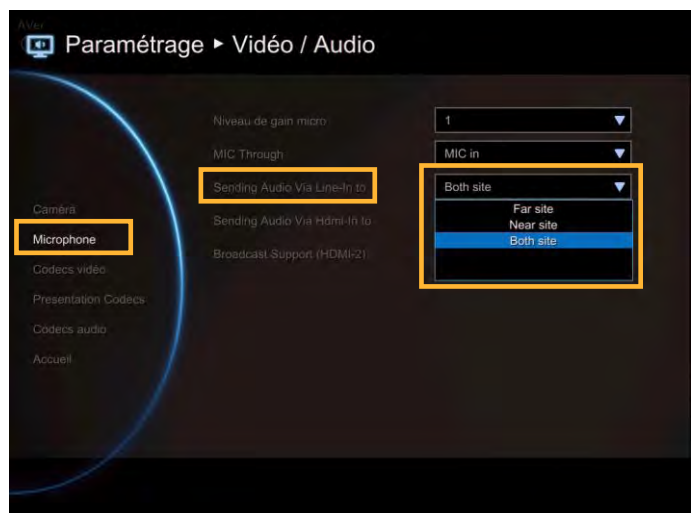 AVer
Paramétrage ► Vidéo / Audio
Niveau de gain micro 1
MIC Through MIC in
Sending Audio Via Line-In to Both site
Far site
Near site
Both site
Sending Audio Via Hdmi-In to
Broadcast Support (HDMI-2)
Caméra
Microphone
Codecs vidéo
Presentation Codecs
Codecs audio
Accueil